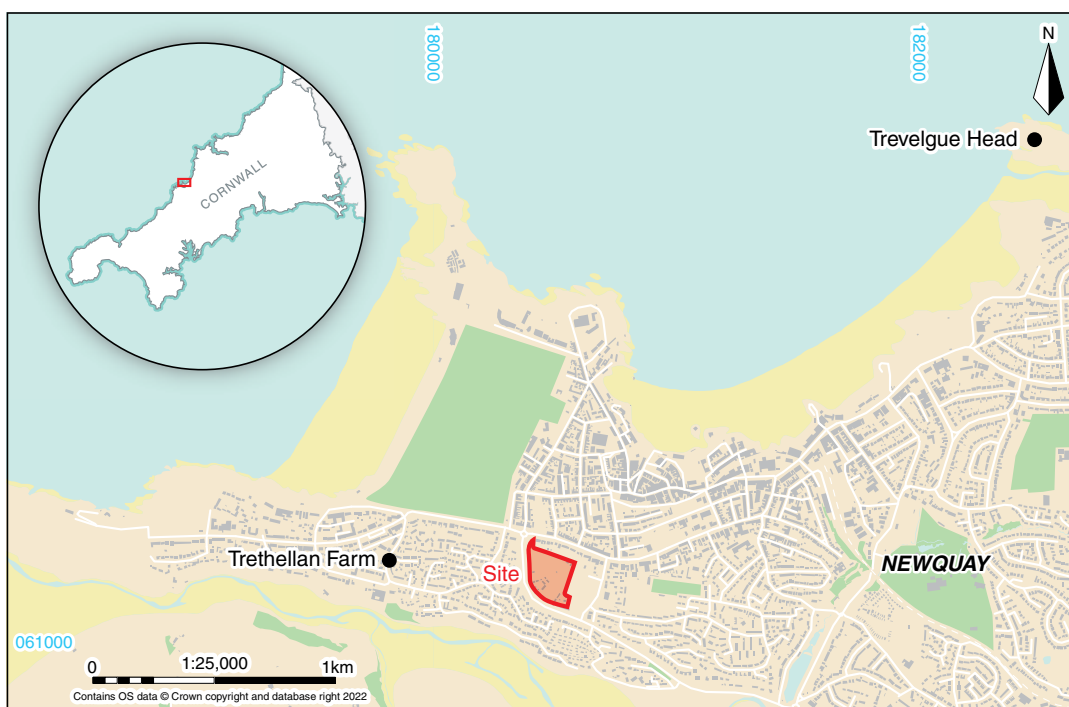 180000
182000
N
Trevelgue Head
CORNWALL
Trethellan Farm
Site
NEWQUAY
061000
0
1:25,000
1km
Contains OS data © Crown copyright and database right 2022